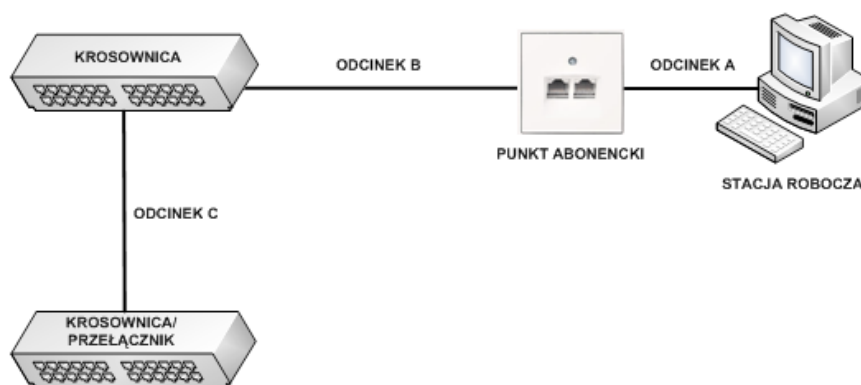 KROSOWNICA
ODCINEK B
ODCINEK A
PUNKT ABONENCKI
STACJA ROBOCZA
ODCINEK C
KROSOWNICA/
PRZEŁĄCZNIK